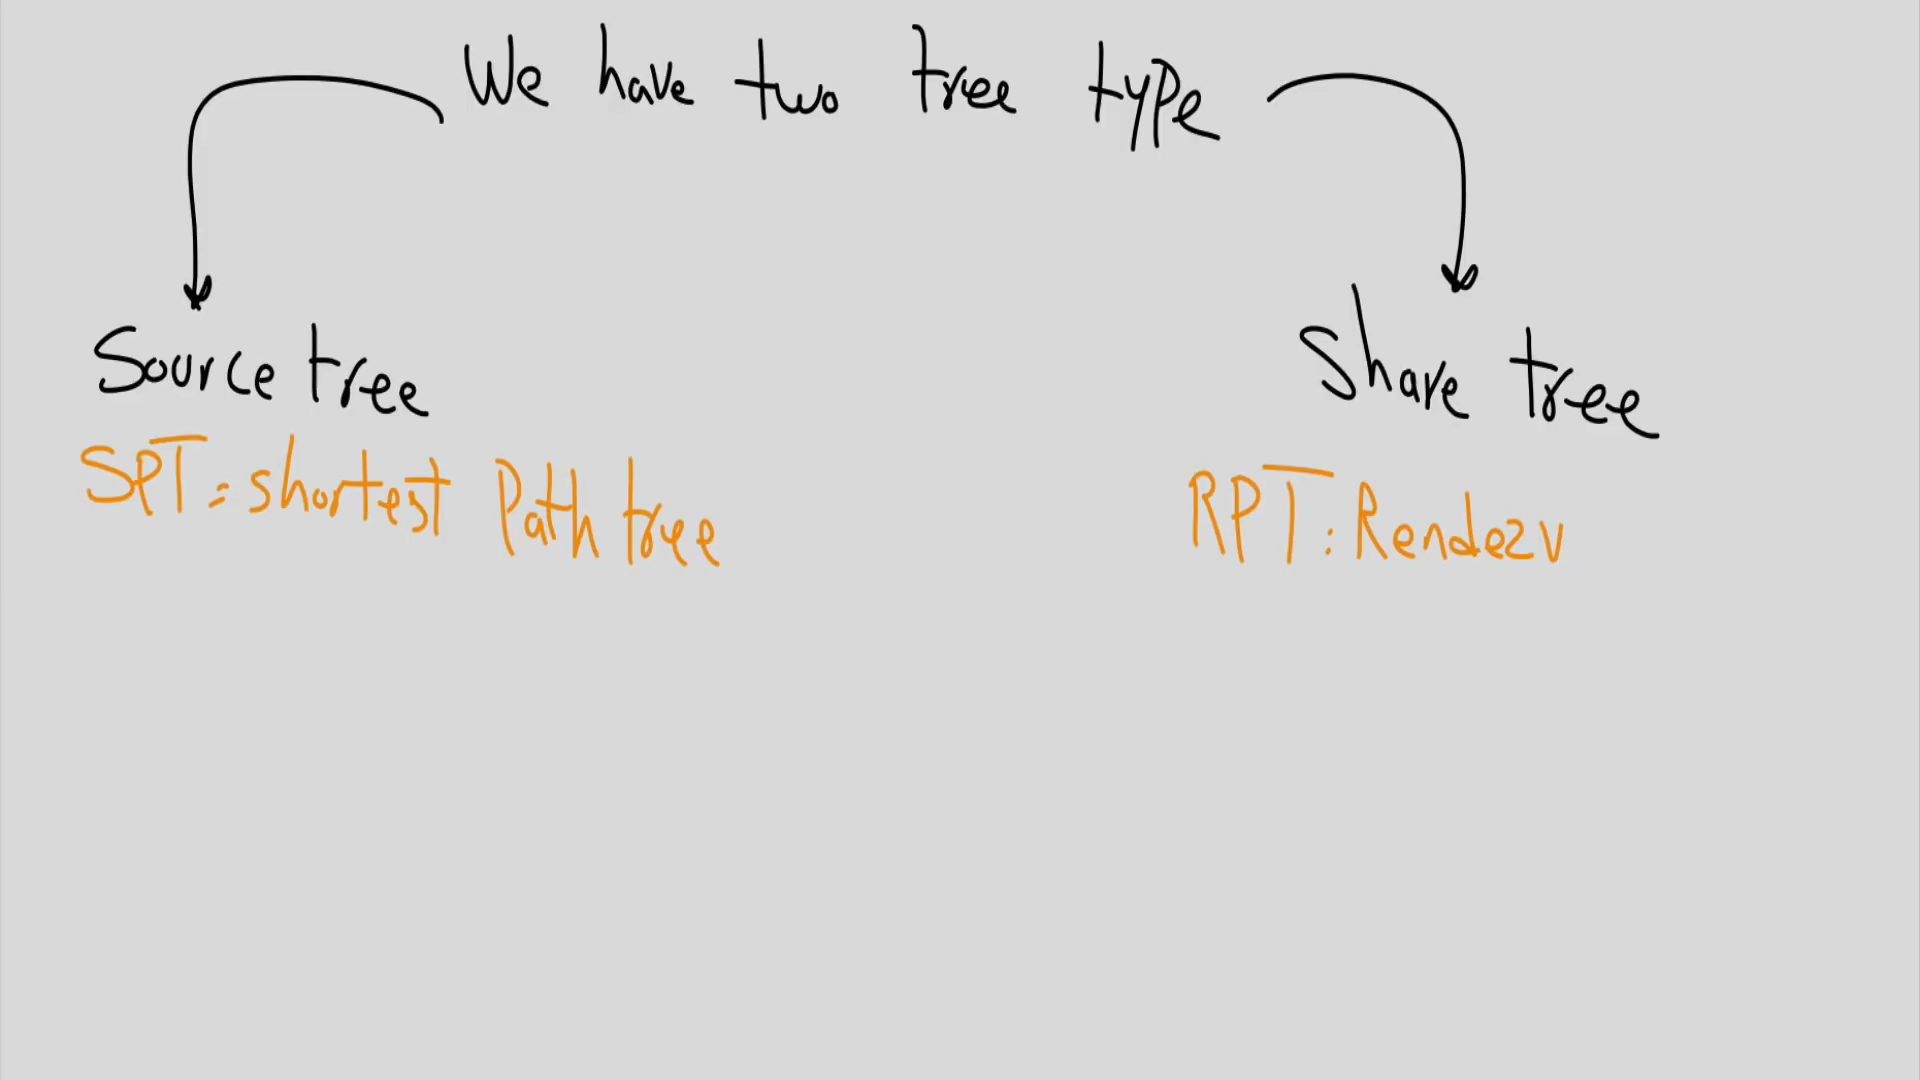 We have two tree type
Source tree
Share tree
SPT = shortest Path tree
RPT : Rendezv